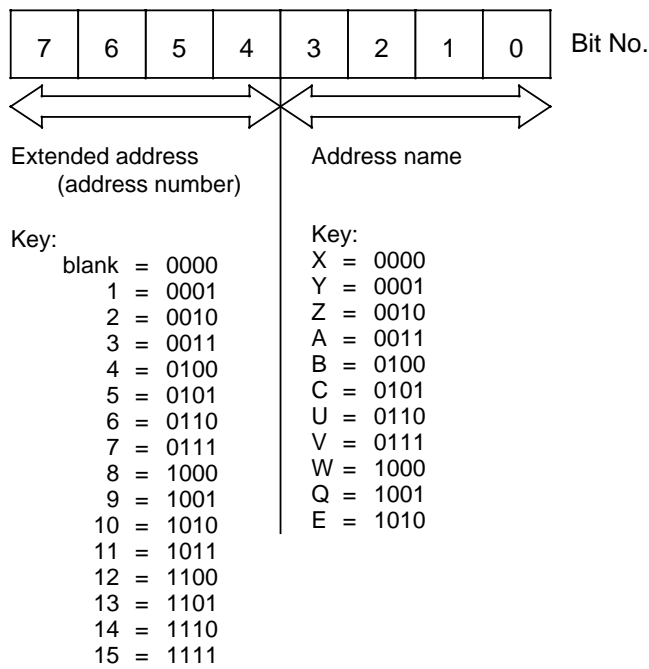 7 6 5 4 3 2 1 0 Bit No.
Extended address
(address number)
Key:
blank = 0000
1 = 0001
2 = 0010
3 = 0011
4 = 0100
5 = 0101
6 = 0110
7 = 0111
8 = 1000
9 = 1001
10 = 1010
11 = 1011
12 = 1100
13 = 1101
14 = 1110
15 = 1111
Address name
Key:
X = 0000
Y = 0001
Z = 0010
A = 0011
B = 0100
C = 0101
U = 0110
V = 0111
W = 1000
Q = 1001
E = 1010